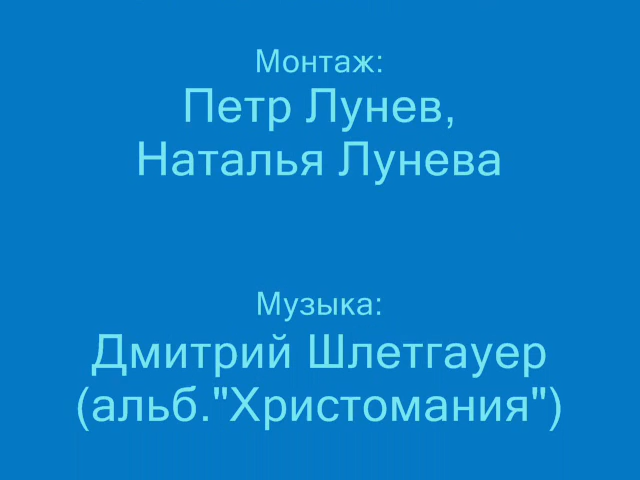 Монтаж:
Петр Лунев,
Наталья Лунева
Музыка:
Дмитрий Шлетгауер
(альб."Христомания")